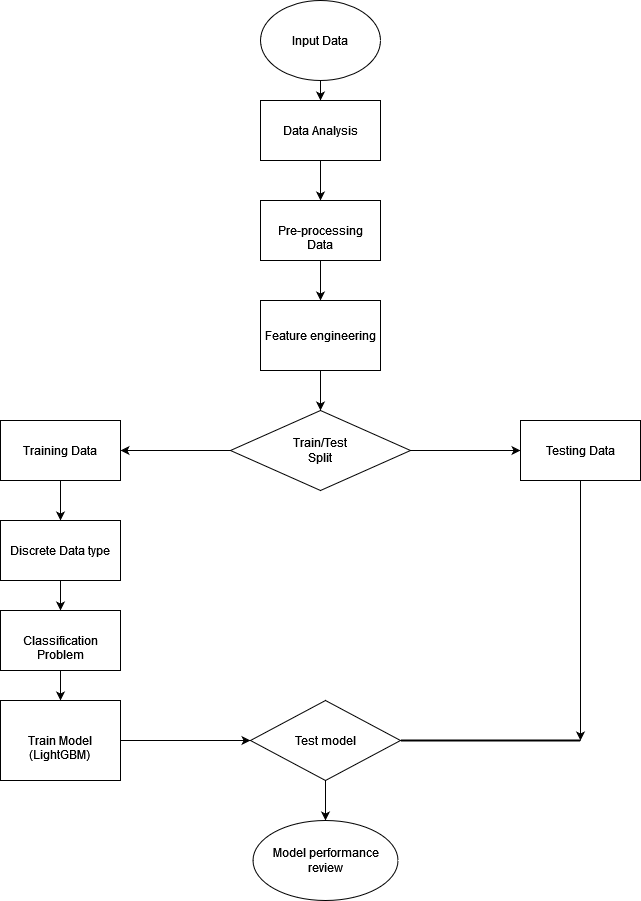 Input Data
Data Analysis
Pre-processing
Data
Feature engineering
Train/Test
Split
Training Data
Testing Data
Discrete Data type
Classification
Problem
Train Model
(LightGBM)
Test model
Model performance
review